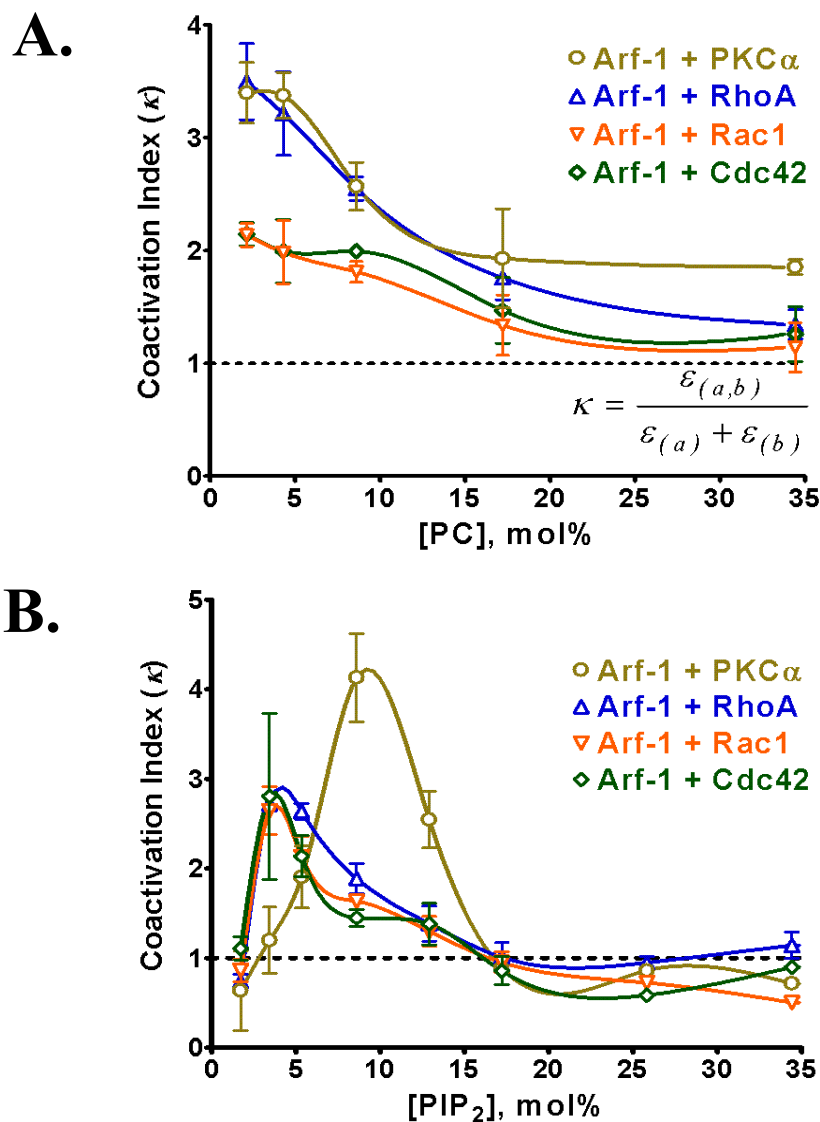 A.
4
3
2
1
0
Coactivation Index (κ)
Arf-1 + PKCα
Arf-1 + RhoA
Arf-1 + Rac1
Arf-1 + Cdc42
κ = ε(a,b) / ε(a) + ε(b)
0 5 10 15 20 25 30 35
[PC], mol%
B.
5
4
3
2
1
0
Coactivation Index (κ)
Arf-1 + PKCα
Arf-1 + RhoA
Arf-1 + Rac1
Arf-1 + Cdc42
0 5 10 15 20 25 30 35
[PIP₂], mol%